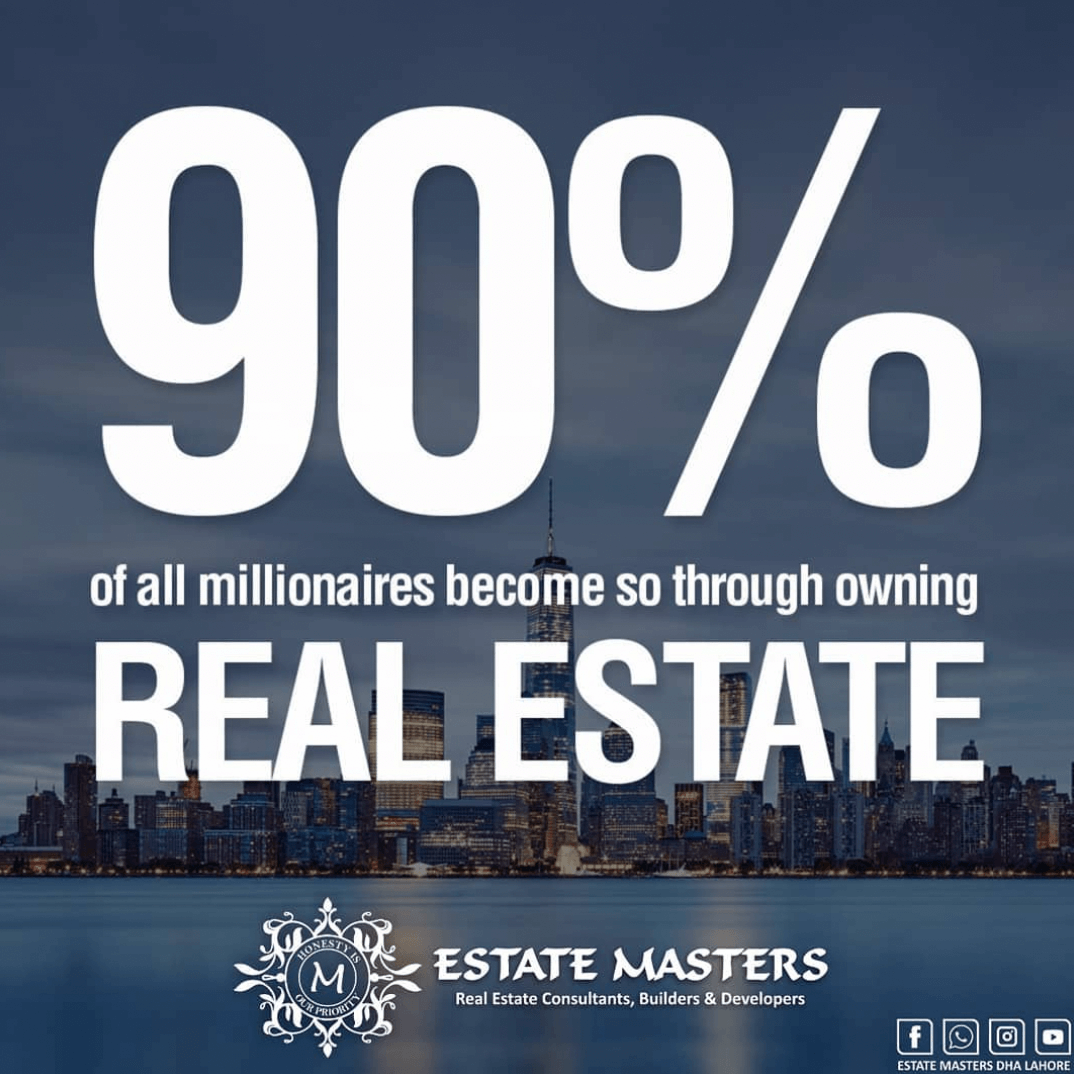 90%
of all millionaires become so through owning
REAL ESTATE
HONESTY IS
M
OUR PRIORITY
ESTATE MASTERS
Real Estate Consultants, Builders & Developers
ESTATE MASTERS DHA LAHORE